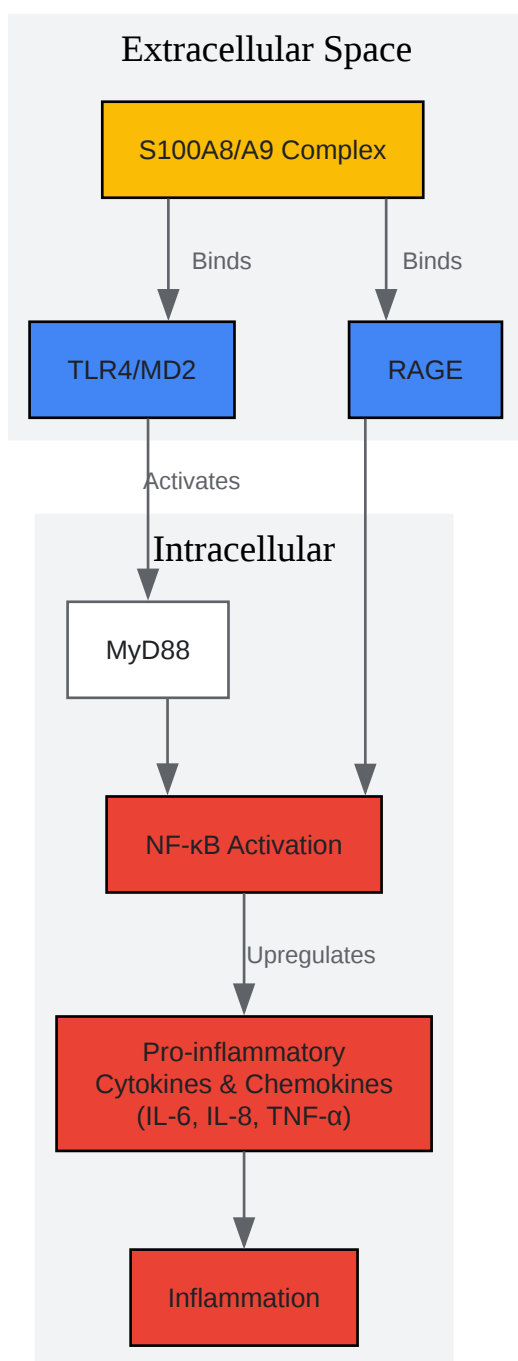 Extracellular Space
S100A8/A9 Complex
Binds
Binds
TLR4/MD2
RAGE
Activates
Intracellular
MyD88
NF-κB Activation
Upregulates
Pro-inflammatory
Cytokines & Chemokines
(IL-6, IL-8, TNF-α)
Inflammation